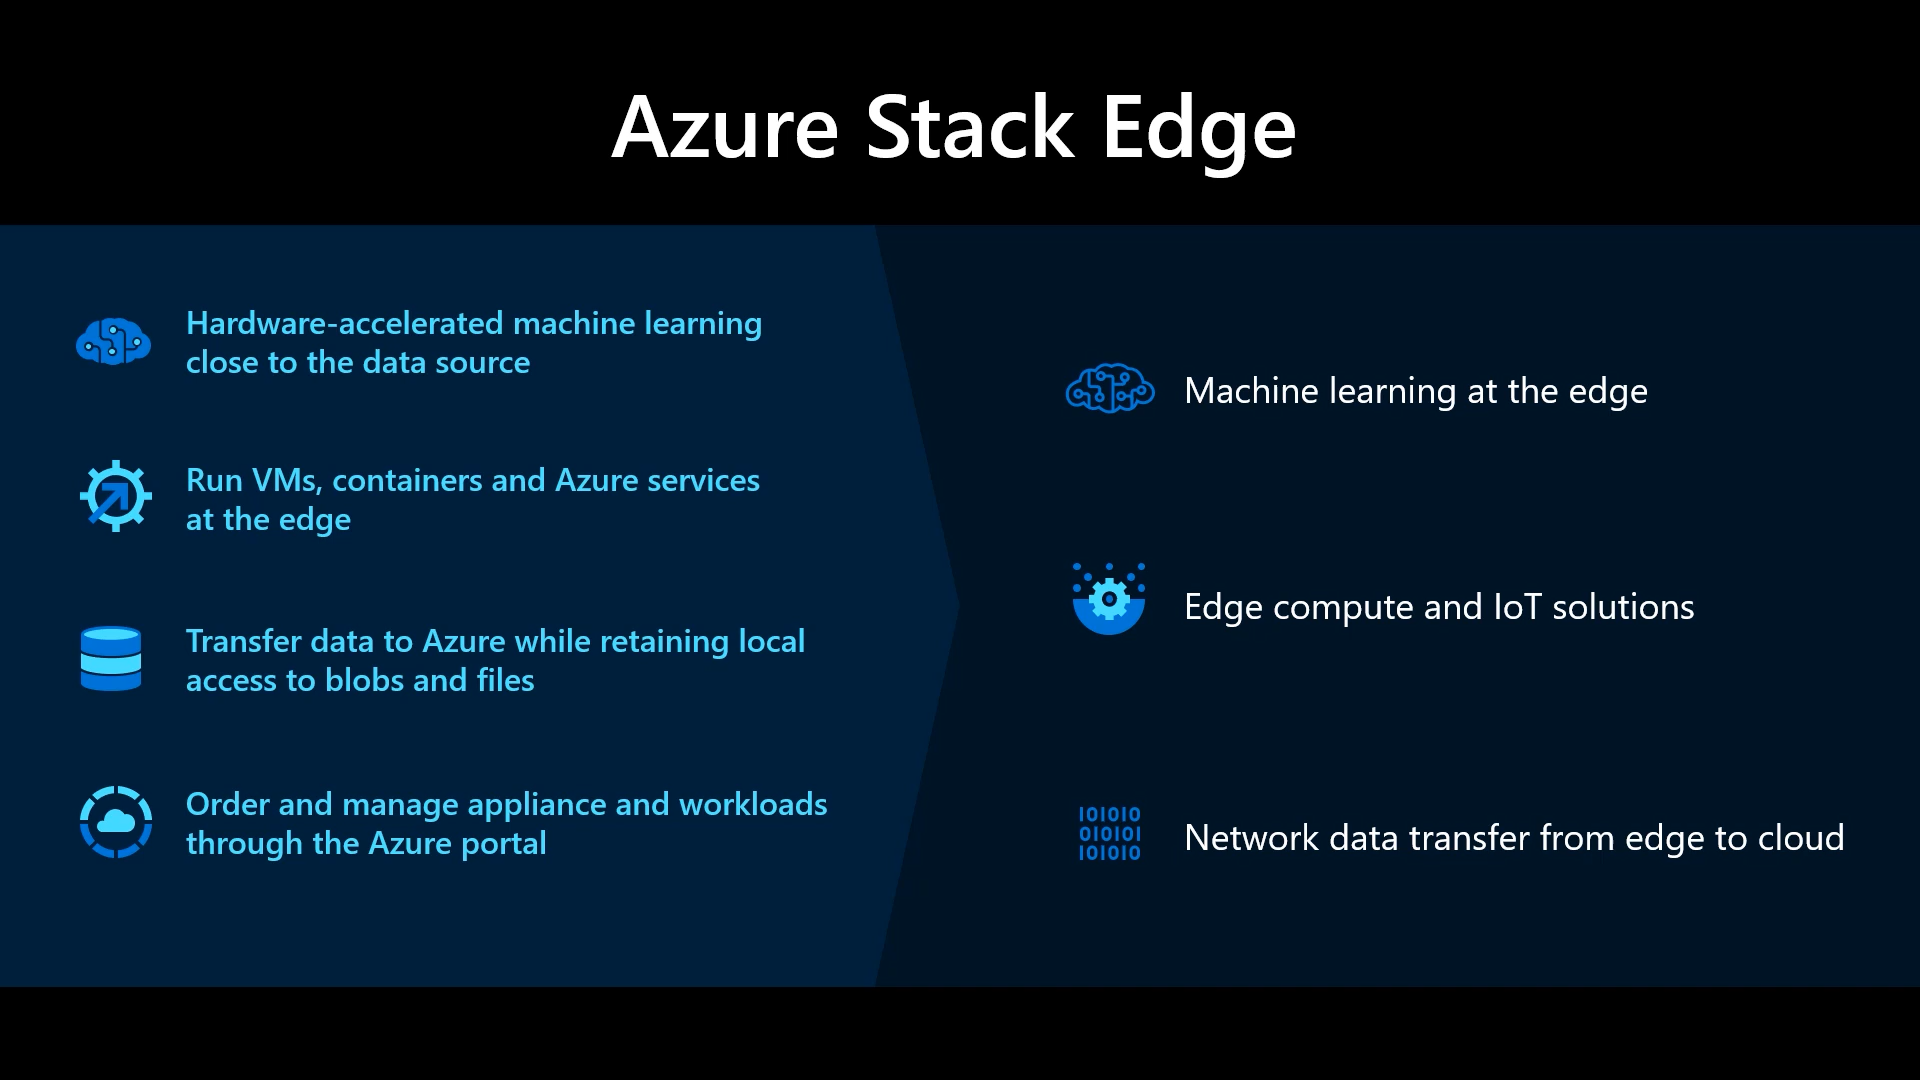 Azure Stack Edge
Hardware-accelerated machine learning
close to the data source
Run VMs, containers and Azure services
at the edge
Transfer data to Azure while retaining local
access to blobs and files
Order and manage appliance and workloads
through the Azure portal
Machine learning at the edge
Edge compute and IoT solutions
101010
010101
101010
Network data transfer from edge to cloud